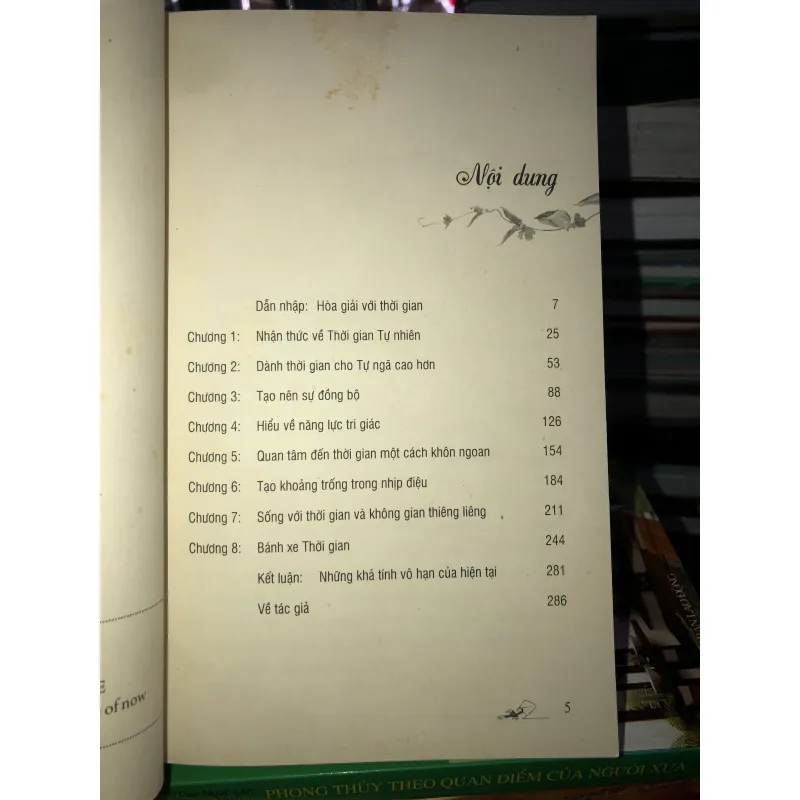 Nội dung
Dẫn nhập: Hòa giải với thời gian 7
Chương 1: Nhận thức về Thời gian Tự nhiên 25
Chương 2: Dành thời gian cho Tự ngã cao hơn 53
Chương 3: Tạo nên sự đồng bộ 88
Chương 4: Hiểu về năng lực tri giác 126
Chương 5: Quan tâm đến thời gian một cách khôn ngoan 154
Chương 6: Tạo khoảng trống trong nhịp điệu 184
Chương 7: Sống với thời gian và không gian thiêng liêng 211
Chương 8: Bánh xe Thời gian 244
Kết luận: Những khả tính vô hạn của hiện tại 281
Về tác giả 286
5
E
of now
PHONG THỦY THEO QUAN ĐIỂM CỦA NGƯỜI XƯA